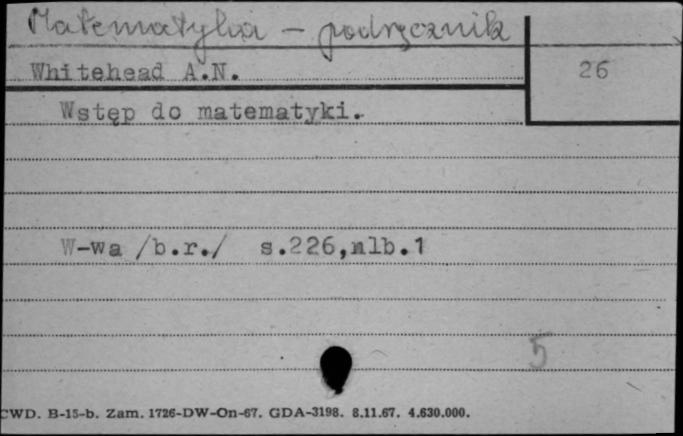 Matematyka - podręcznik
Whitehead A.N.
26
Wstęp do matematyki.
W-wa /b.r./ s.226,nlb.1
5
CWD. B-15-b. Zam. 1726-DW-On-67. GDA-3198. 8.11.67. 4.630.000.